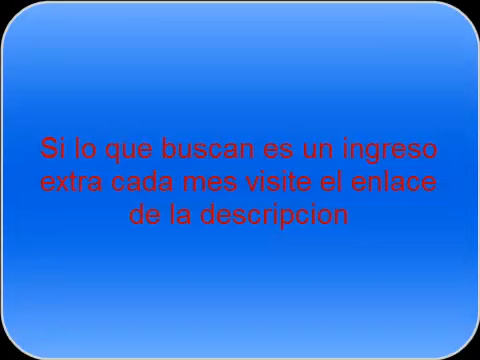 Si lo que buscan es un ingreso
extra cada mes visite el enlace
de la descripcion